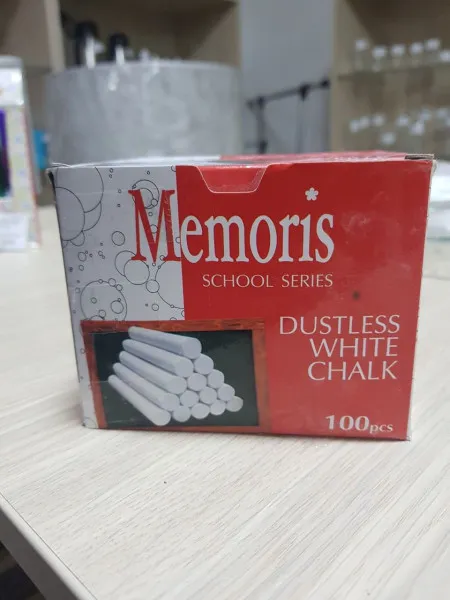 Memoris
SCHOOL SERIES
DUSTLESS
WHITE
CHALK
100pcs